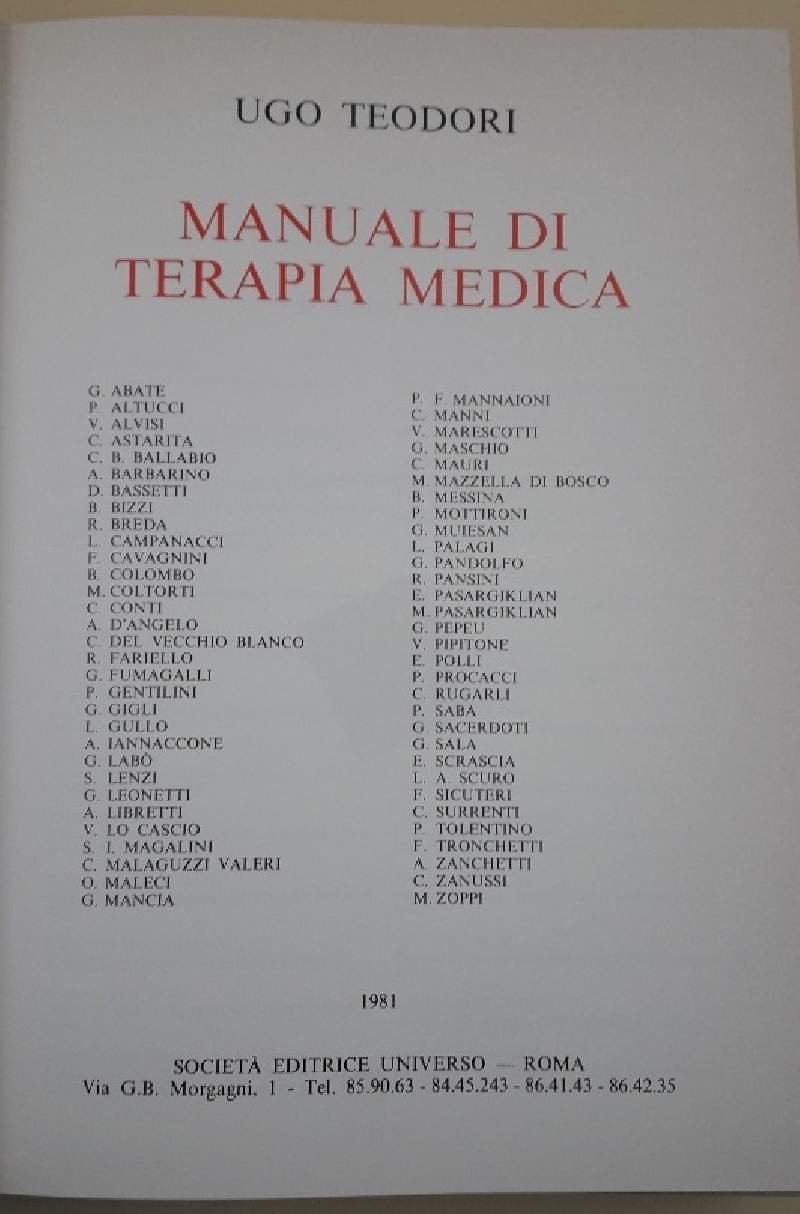 UGO TEODORI
MANUALE DI
TERAPIA MEDICA
G. ABATE
P. ALTUCCI
V. ALVISI
C. ASTARITA
C. B. BALLABIO
A. BARBARINO
D. BASSETTI
B. BIZZI
R. BREDA
L. CAMPANACCI
F. CAVAGNINI
B. COLOMBO
M. COLTORTI
C. CONTI
A. D'ANGELO
C. DEL VECCHIO BLANCO
R. FARIELLO
G. FUMAGALLI
P. GENTILINI
G. GIGLI
L. GULLO
A. IANNACCONE
G. LABÒ
S. LENZI
G. LEONETTI
A. LIBRETTI
V. LO CASCIO
S. I. MAGALINI
C. MALAGUZZI VALERI
O. MALECI
G. MANCIA
P. F. MANNAIONI
C. MANNI
V. MARESCOTTI
G. MASCHIO
C. MAURI
M. MAZZELLA DI BOSCO
B. MESSINA
P. MOTTIRONI
G. MUIESAN
L. PALAGI
G. PANDOLFO
R. PANSINI
E. PASARGIKLIAN
M. PASARGIKLIAN
G. PEPEU
V. PIPITONE
E. POLLI
P. PROCACCI
C. RUGARLI
P. SABA
G. SACERDOTI
G. SALA
E. SCRASCIA
L. A. SCURO
F. SICUTERI
C. SURRENTI
P. TOLENTINO
F. TRONCHETTI
A. ZANCHETTI
C. ZANUSSI
M. ZOPPI
1981
SOCIETÀ EDITRICE UNIVERSO — ROMA
Via G.B. Morgagni, 1 - Tel. 85.90.63 - 84.45.243 - 86.41.43 - 86.42.35